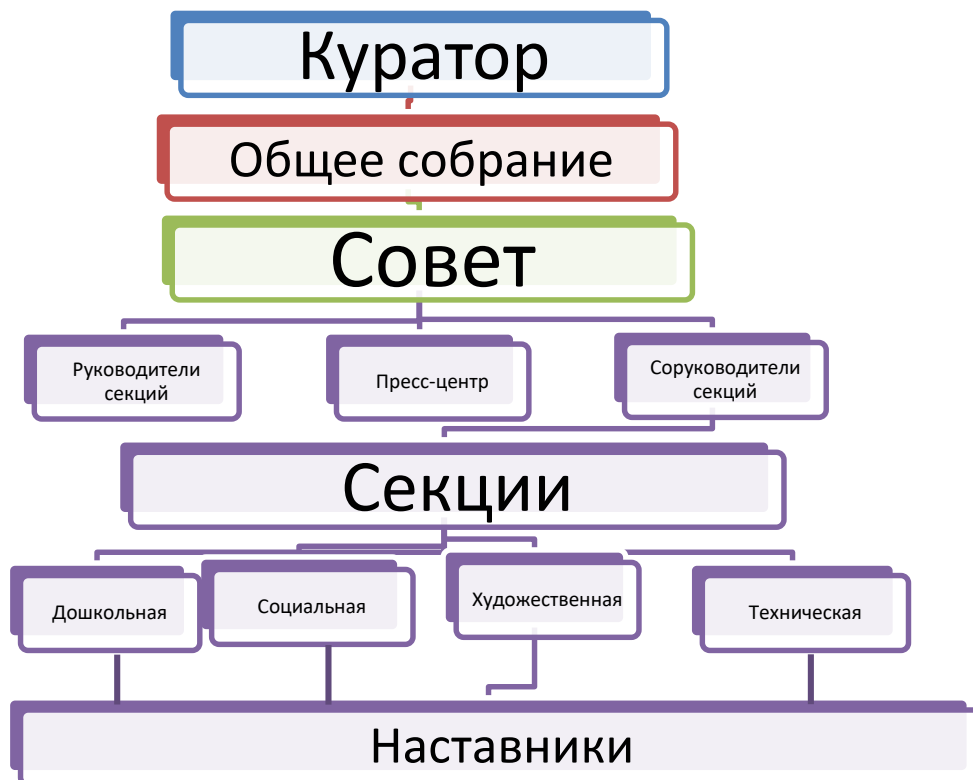 Куратор
Общее собрание
Совет
Руководители
секций
Пресс-центр
Соруководители
секций
Секции
Дошкольная
Социальная
Художественная
Техническая
Наставники